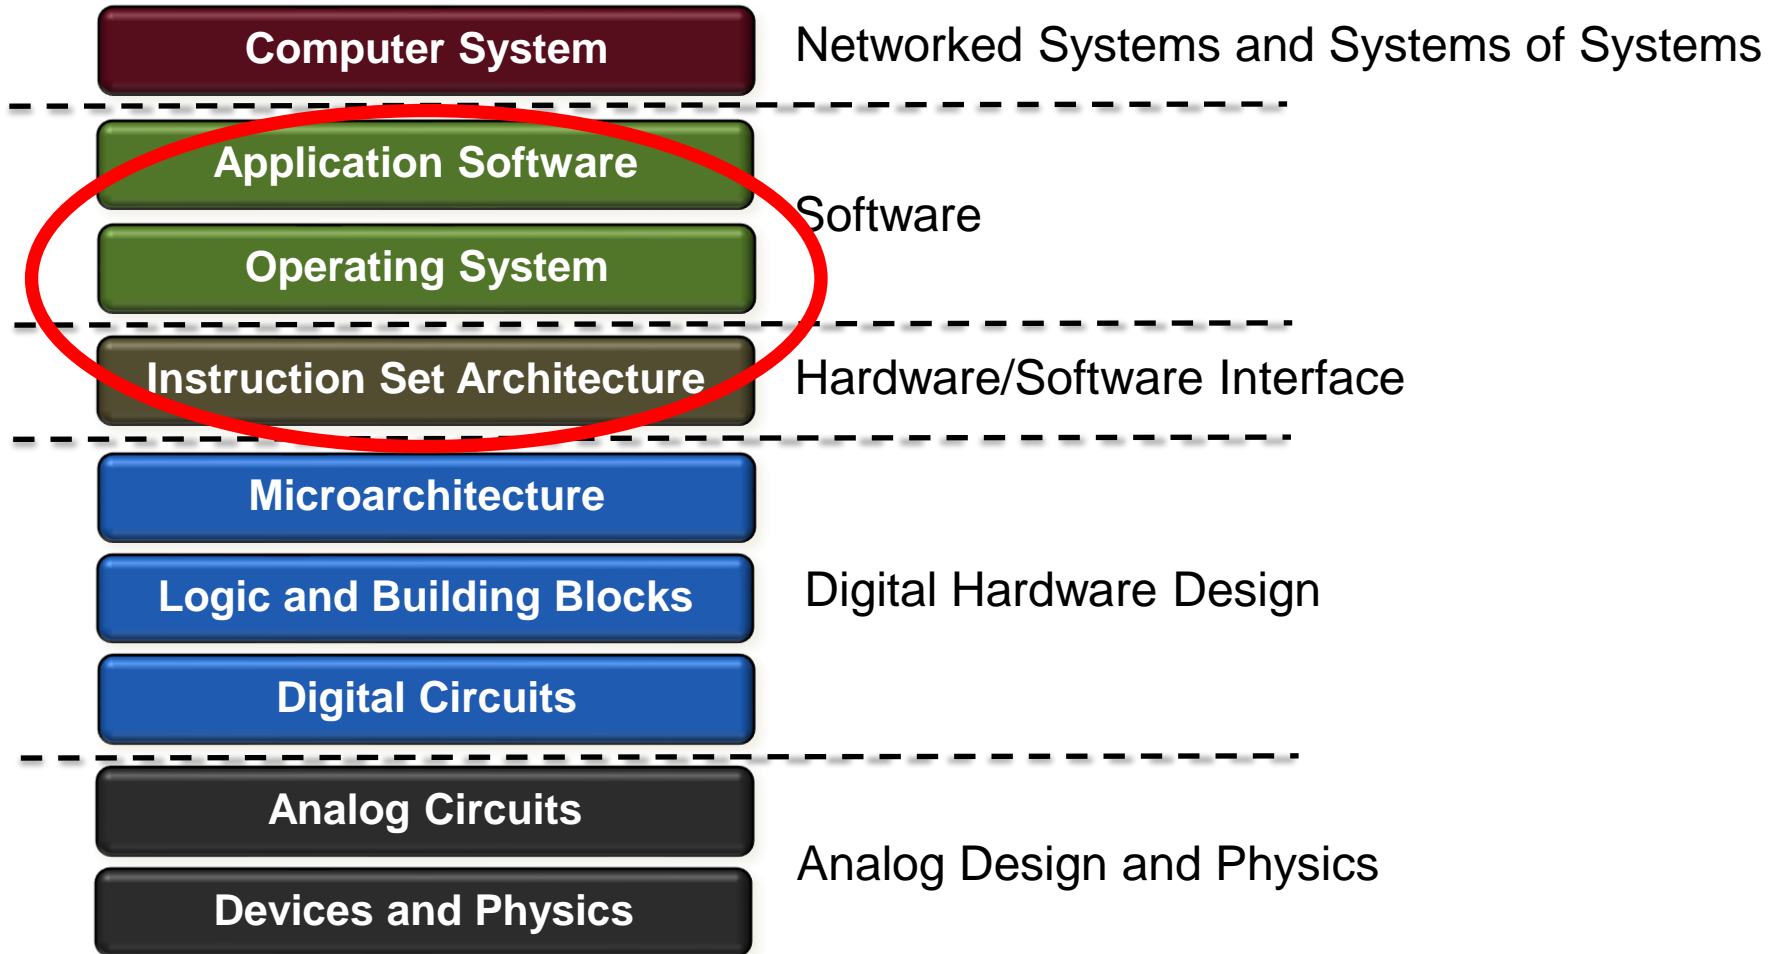 Computer System
Networked Systems and Systems of Systems
Application Software
Software
Operating System
Instruction Set Architecture
Hardware/Software Interface
Microarchitecture
Logic and Building Blocks
Digital Hardware Design
Digital Circuits
Analog Circuits
Analog Design and Physics
Devices and Physics